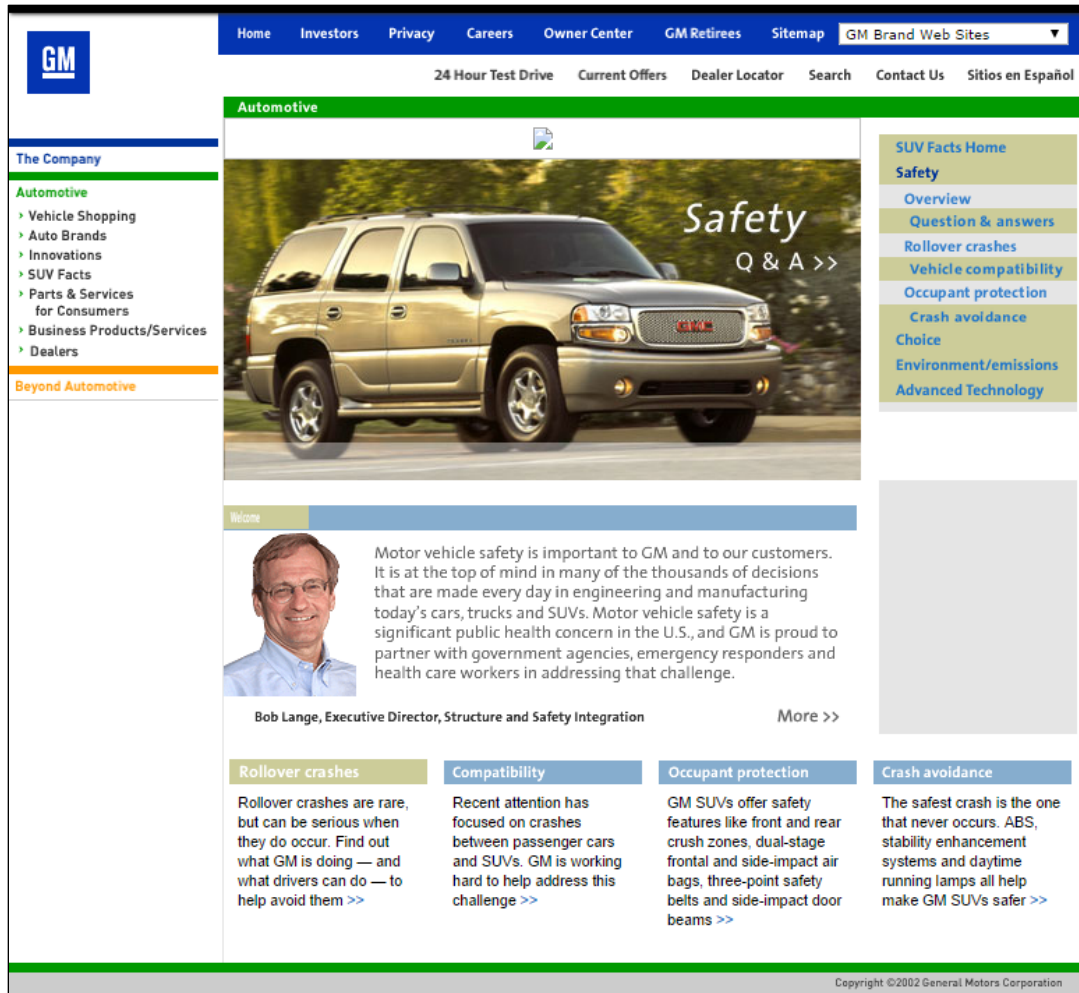 GM
Home Investors Privacy Careers Owner Center GM Retirees Sitemap GM Brand Web Sites ▼
24 Hour Test Drive Current Offers Dealer Locator Search Contact Us Sitios en Español
Automotive
The Company
Automotive
› Vehicle Shopping
› Auto Brands
› Innovations
› SUV Facts
› Parts & Services
for Consumers
› Business Products/Services
› Dealers
Beyond Automotive
Safety
Q & A >>
GMC
SUV Facts Home
Safety
Overview
Question & answers
Rollover crashes
Vehicle compatibility
Occupant protection
Crash avoidance
Choice
Environment/emissions
Advanced Technology
Welcome
Motor vehicle safety is important to GM and to our customers.
It is at the top of mind in many of the thousands of decisions
that are made every day in engineering and manufacturing
today's cars, trucks and SUVs. Motor vehicle safety is a
significant public health concern in the U.S., and GM is proud to
partner with government agencies, emergency responders and
health care workers in addressing that challenge.
Bob Lange, Executive Director, Structure and Safety Integration
More >>
Rollover crashes
Rollover crashes are rare,
but can be serious when
they do occur. Find out
what GM is doing — and
what drivers can do — to
help avoid them >>
Compatibility
Recent attention has
focused on crashes
between passenger cars
and SUVs. GM is working
hard to help address this
challenge >>
Occupant protection
GM SUVs offer safety
features like front and rear
crush zones, dual-stage
frontal and side-impact air
bags, three-point safety
belts and side-impact door
beams >>
Crash avoidance
The safest crash is the one
that never occurs. ABS,
stability enhancement
systems and daytime
running lamps all help
make GM SUVs safer >>
Copyright ©2002 General Motors Corporation